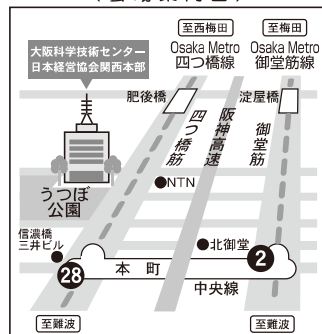 至西梅田
至梅田
Osaka Metro
四つ橋線
Osaka Metro
御堂筋線
大阪科学技術センター
日本経営協会関西本部
肥後橋
淀屋橋
四つ橋筋
阪神高速
御堂筋
うつぼ
公園
●NTN
信濃橋
三井ビル
●北御堂
28
本町
2
中央線
至難波
至難波